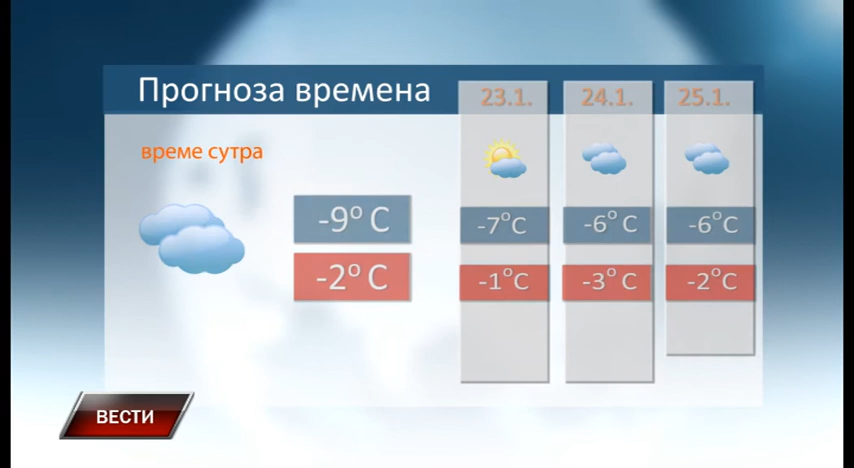 Прогноза времена
23.1.
24.1.
25.1.
време сутра
-9° C
-7°C
-6° C
-6°C
-2° C
-1°C
-3° C
-2°C
ВЕСТИ